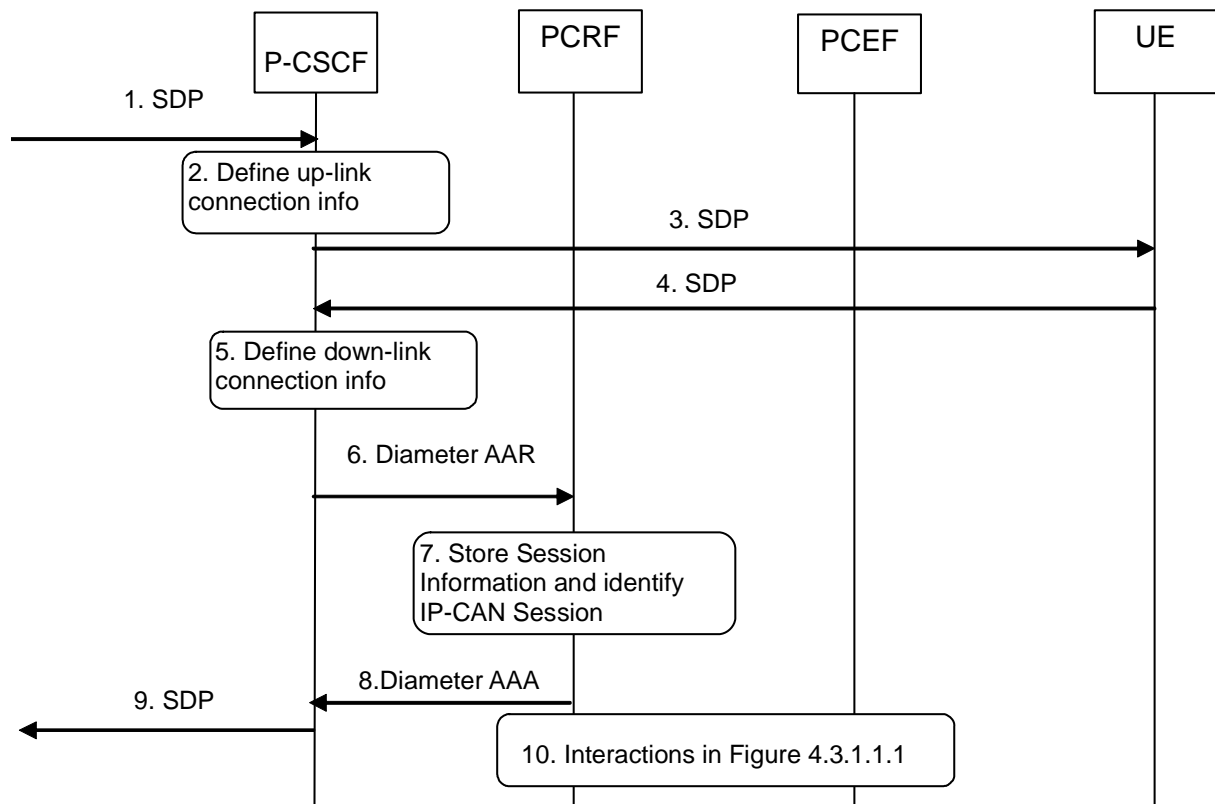 P-CSCF
PCRF
PCEF
UE
1. SDP
2. Define up-link
connection info
3. SDP
4. SDP
5. Define down-link
connection info
6. Diameter AAR
7. Store Session
Information and identify
IP-CAN Session
8.Diameter AAA
9. SDP
10. Interactions in Figure 4.3.1.1.1